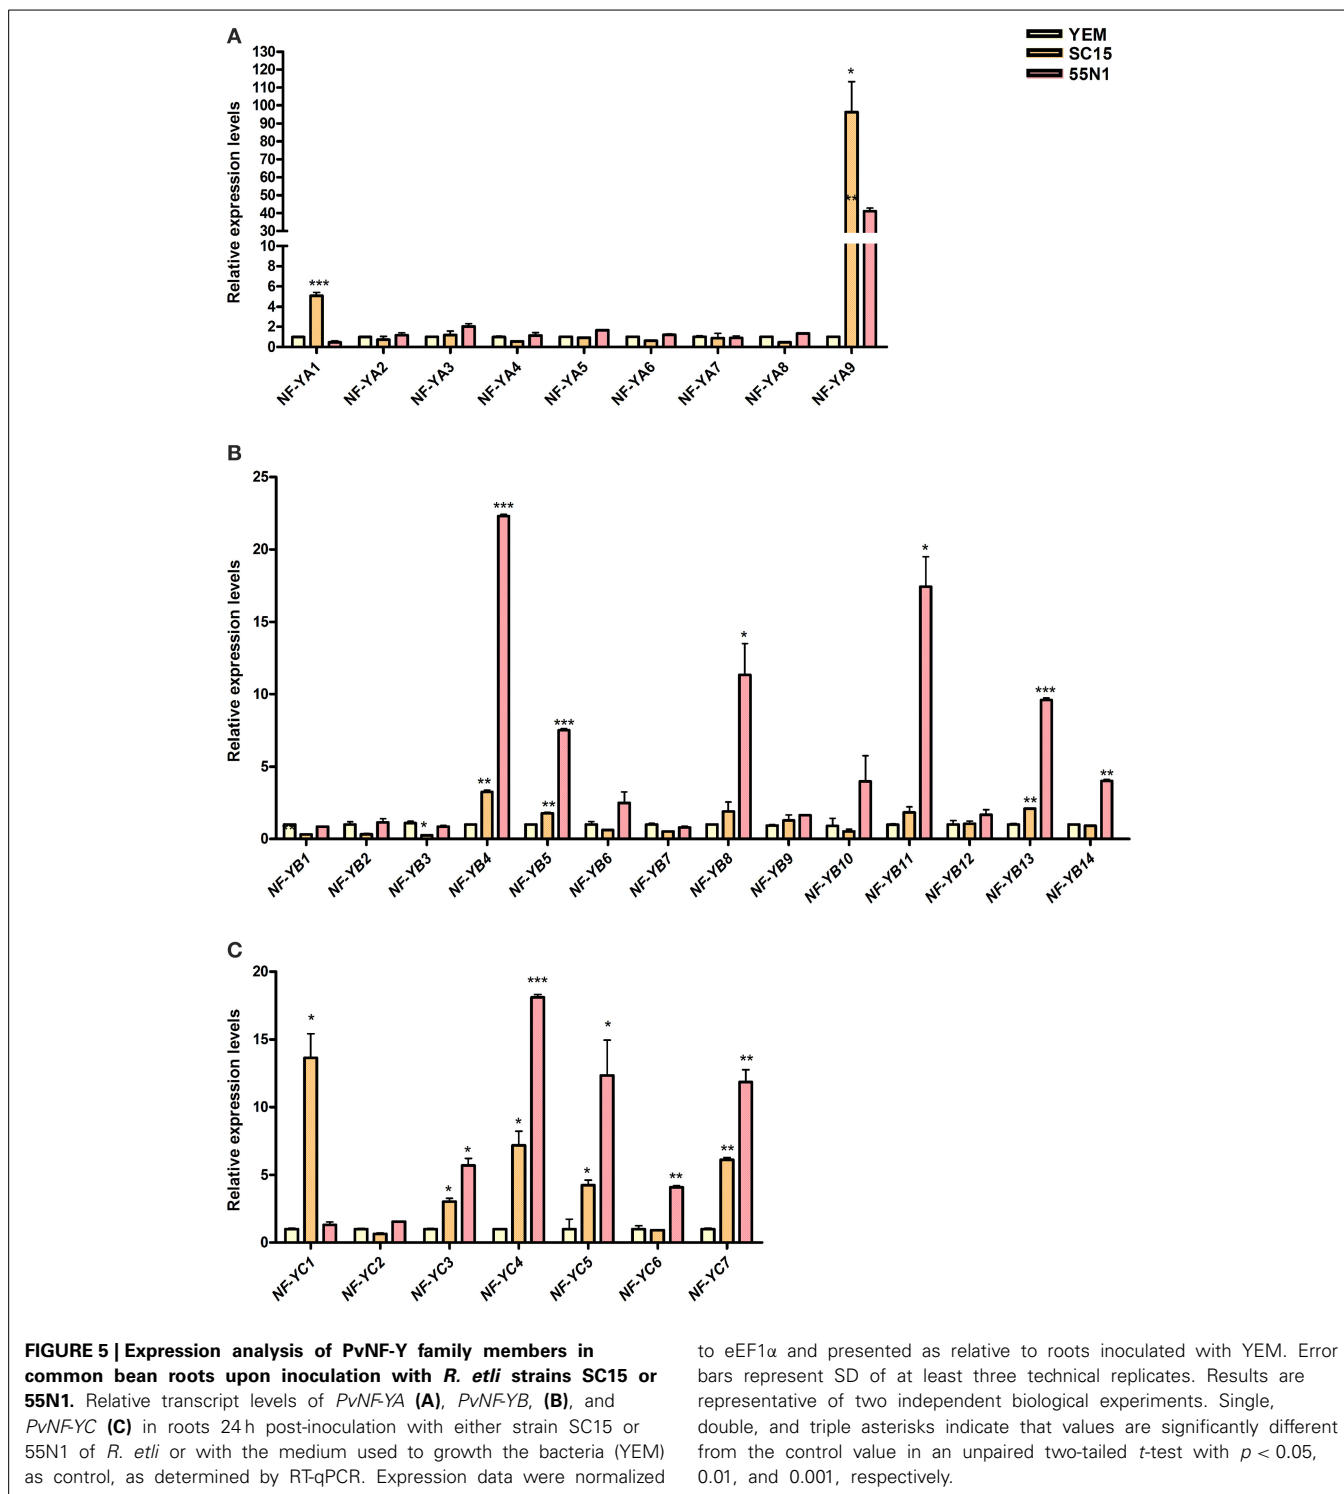 A
YEM
SC15
55N1
Relative expression levels
130
120
110
100
90
80
70
60
50
40
30
10
8
6
4
2
0
*
**
***
NF-YA1
NF-YA2
NF-YA3
NF-YA4
NF-YA5
NF-YA6
NF-YA7
NF-YA8
NF-YA9
B
Relative expression levels
25
20
15
10
5
0
**
*
**
***
**
***
*
*
**
***
**
NF-YB1
NF-YB2
NF-YB3
NF-YB4
NF-YB5
NF-YB6
NF-YB7
NF-YB8
NF-YB9
NF-YB10
NF-YB11
NF-YB12
NF-YB13
NF-YB14
C
Relative expression levels
20
15
10
5
0
*
*
*
*
***
*
*
**
**
**
NF-YC1
NF-YC2
NF-YC3
NF-YC4
NF-YC5
NF-YC6
NF-YC7
FIGURE 5 | Expression analysis of PvNF-Y family members in
common bean roots upon inoculation with R. etli strains SC15 or
55N1. Relative transcript levels of PvNF-YA (A), PvNF-YB, (B), and
PvNF-YC (C) in roots 24 h post-inoculation with either strain SC15 or
55N1 of R. etli or with the medium used to growth the bacteria (YEM)
as control, as determined by RT-qPCR. Expression data were normalized
to eEF1α and presented as relative to roots inoculated with YEM. Error
bars represent SD of at least three technical replicates. Results are
representative of two independent biological experiments. Single,
double, and triple asterisks indicate that values are significantly different
from the control value in an unpaired two-tailed t-test with p < 0.05,
0.01, and 0.001, respectively.